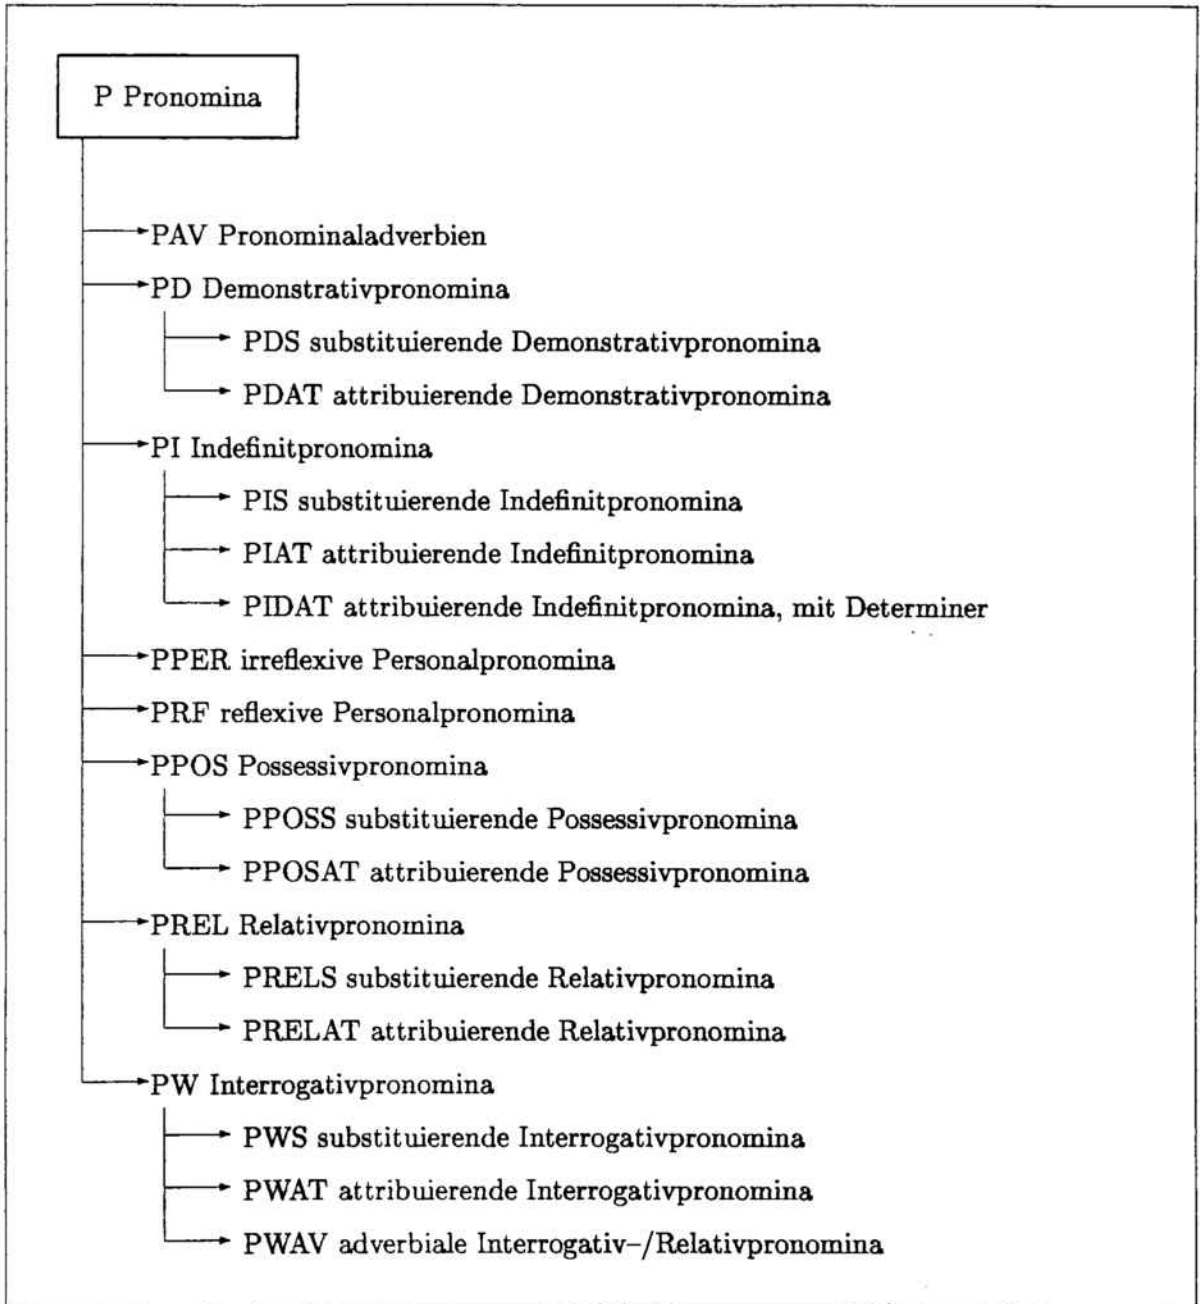 P Pronomina
PAV Pronominaladverbien
PD Demonstrativpronomina
PDS substituierende Demonstrativpronomina
PDAT attribuierende Demonstrativpronomina
PI Indefinitpronomina
PIS substituierende Indefinitpronomina
PIAT attribuierende Indefinitpronomina
PIDAT attribuierende Indefinitpronomina, mit Determiner
PPER irreflexive Personalpronomina
PRF reflexive Personalpronomina
PPOS Possessivpronomina
PPOSS substituierende Possessivpronomina
PPOSAT attribuierende Possessivpronomina
PREL Relativpronomina
PRELS substituierende Relativpronomina
PRELAT attribuierende Relativpronomina
PW Interrogativpronomina
PWS substituierende Interrogativpronomina
PWAT attribuierende Interrogativpronomina
PWAV adverbiale Interrogativ–/Relativpronomina